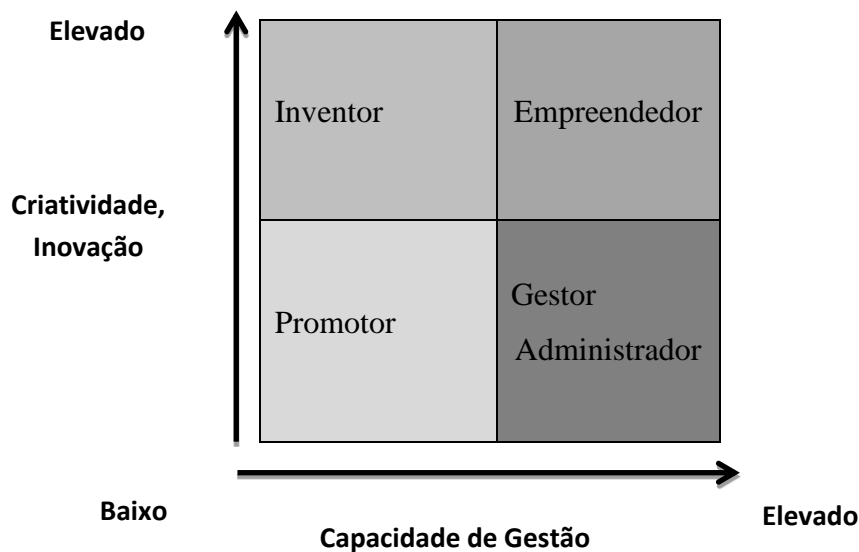 Elevado
Inventor
Empreendedor
Criatividade,
Inovação
Promotor
Gestor
Administrador
Baixo
Elevado
Capacidade de Gestão